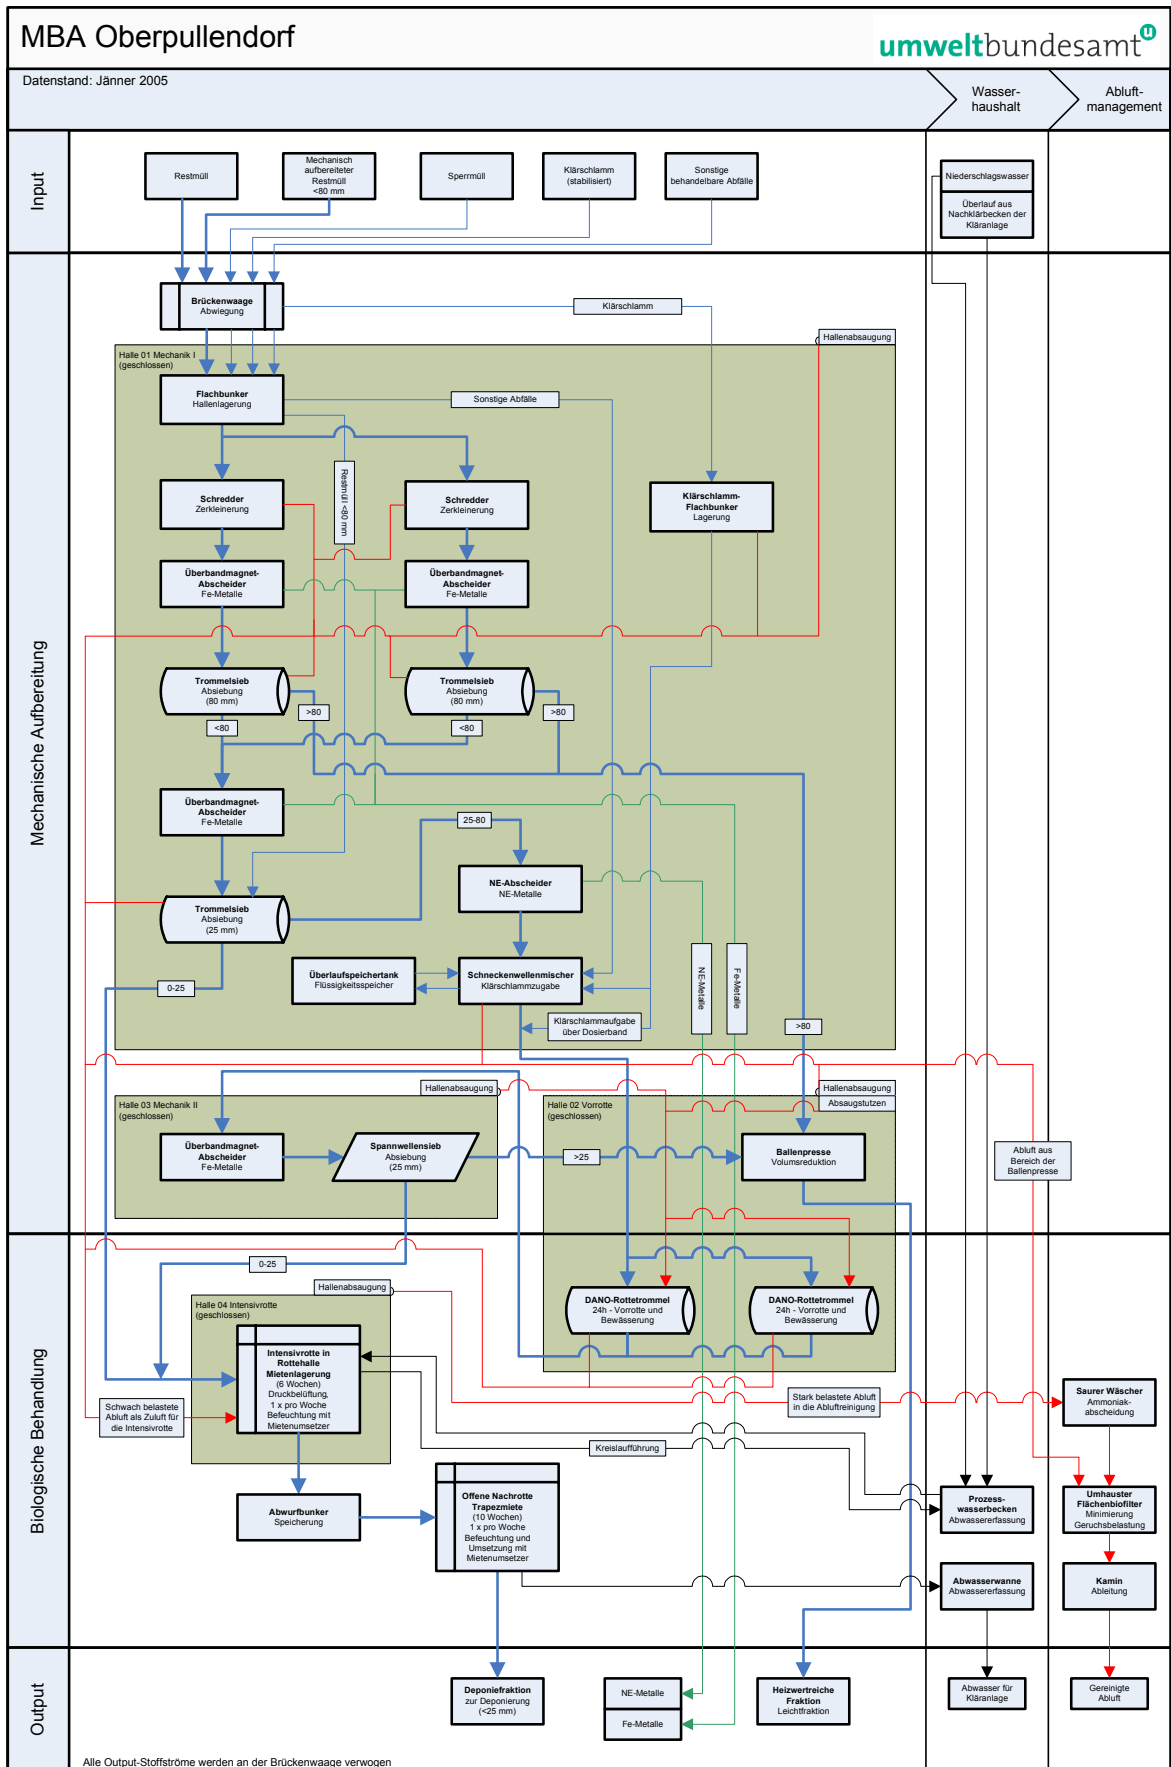 MBA Oberpullendorf
umweltbundesamt
u
Datenstand: Jänner 2005
Wasser-
haushalt
Abluft-
management
Input
Restmüll
Mechanisch
aufbereiteter
Restmüll
<80 mm
Sperrmüll
Klärschlamm
(stabilisiert)
Sonstige
behandelbare Abfälle
Niederschlagswasser
Überlauf aus
Nachklärbecken der
Kläranlage
Mechanische Aufbereitung
Brückenwaage
Abwiegung
Klärschlamm
Hallenabsaugung
Halle 01 Mechanik I
(geschlossen)
Flachbunker
Hallenlagerung
Sonstige Abfälle
Restmüll <80 mm
Schredder
Zerkleinerung
Schredder
Zerkleinerung
Klärschlamm-
Flachbunker
Lagerung
Überbandmagnet-
Abscheider
Fe-Metalle
Überbandmagnet-
Abscheider
Fe-Metalle
Trommelsieb
Absiebung
(80 mm)
Trommelsieb
Absiebung
(80 mm)
>80
>80
<80
<80
Überbandmagnet-
Abscheider
Fe-Metalle
25-80
NE-Abscheider
NE-Metalle
Trommelsieb
Absiebung
(25 mm)
Überlaufspeichertank
Flüssigkeitsspeicher
Schneckenwellenmischer
Klärschlammzugabe
NE-Metalle
Fe-Metalle
0-25
Klärschlammaufgabe
über Dosierband
>80
Hallenabsaugung
Hallenabsaugung
Absaugstutzen
Halle 03 Mechanik II
(geschlossen)
Halle 02 Vorrotte
(geschlossen)
Überbandmagnet-
Abscheider
Fe-Metalle
Spannwellensieb
Absiebung
(25 mm)
>25
Ballenpresse
Volumsreduktion
Abluft aus
Bereich der
Ballenpresse
Biologische Behandlung
0-25
Hallenabsaugung
Halle 04 Intensivrotte
(geschlossen)
DANO-Rottetrommel
24h - Vorrotte und
Bewässerung
DANO-Rottetrommel
24h - Vorrotte und
Bewässerung
Intensivrotte in
Rottehalle
Mietenlagerung
(6 Wochen)
Druckbelüftung,
1 x pro Woche
Befeuchtung mit
Mietenumsetzer
Schwach belastete
Abluft als Zuluft für
die Intensivrotte
Stark belastete Abluft
in die Abluftreinigung
Saurer Wäscher
Ammoniak-
abscheidung
Kreislaufführung
Abwurfbunker
Speicherung
Offene Nachrotte
Trapezmiete
(10 Wochen)
1 x pro Woche
Befeuchtung und
Umsetzung mit
Mietenumsetzer
Prozess-
wasserbecken
Abwassererfassung
Umhauster
Flächenbiofilter
Minimierung
Geruchsbelastung
Abwasserwanne
Abwassererfassung
Kamin
Ableitung
Output
Deponiefraktion
zur Deponierung
(<25 mm)
NE-Metalle
Fe-Metalle
Heizwertreiche
Fraktion
Leichtfraktion
Abwasser für
Kläranlage
Gereinigte
Abluft
Alle Output-Stoffströme werden an der Brückenwaage verwogen